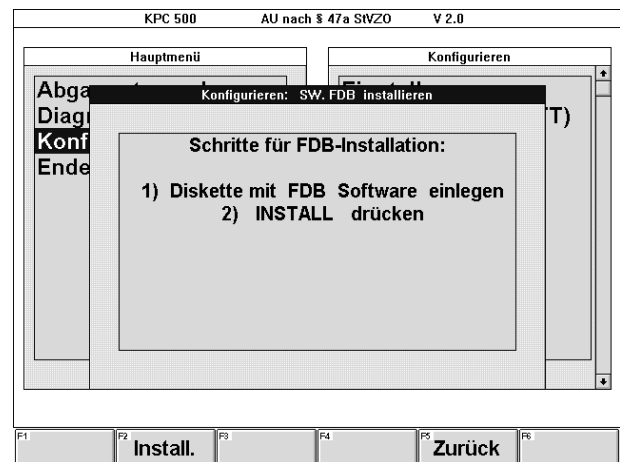 KPC 500 AU nach § 47a StVZO V 2.0
Hauptmenü
Konfigurieren
Konfigurieren: SW. FDB installieren
Abga
Diagr
T)
Konf
Ende
Schritte für FDB-Installation:
1) Diskette mit FDB Software einlegen
2) INSTALL drücken
F1
F2 Install.
F3
F4
F5 Zurück
F6